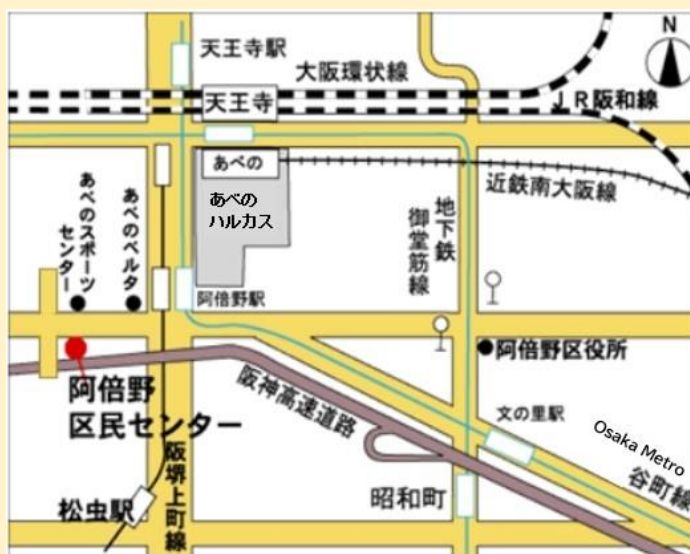 天王寺駅
N
大阪環状線
天王寺
JR阪和線
あべの
近鉄南大阪線
あべの
ハルカス
あべのスポーツ
センター
あべのベルタ
地下鉄
御堂筋線
阿倍野駅
阿倍野区役所
阿倍野
区民センター
阪神高速道路
文の里駅
Osaka Metro
谷町線
阪堺上町線
松虫駅
昭和町